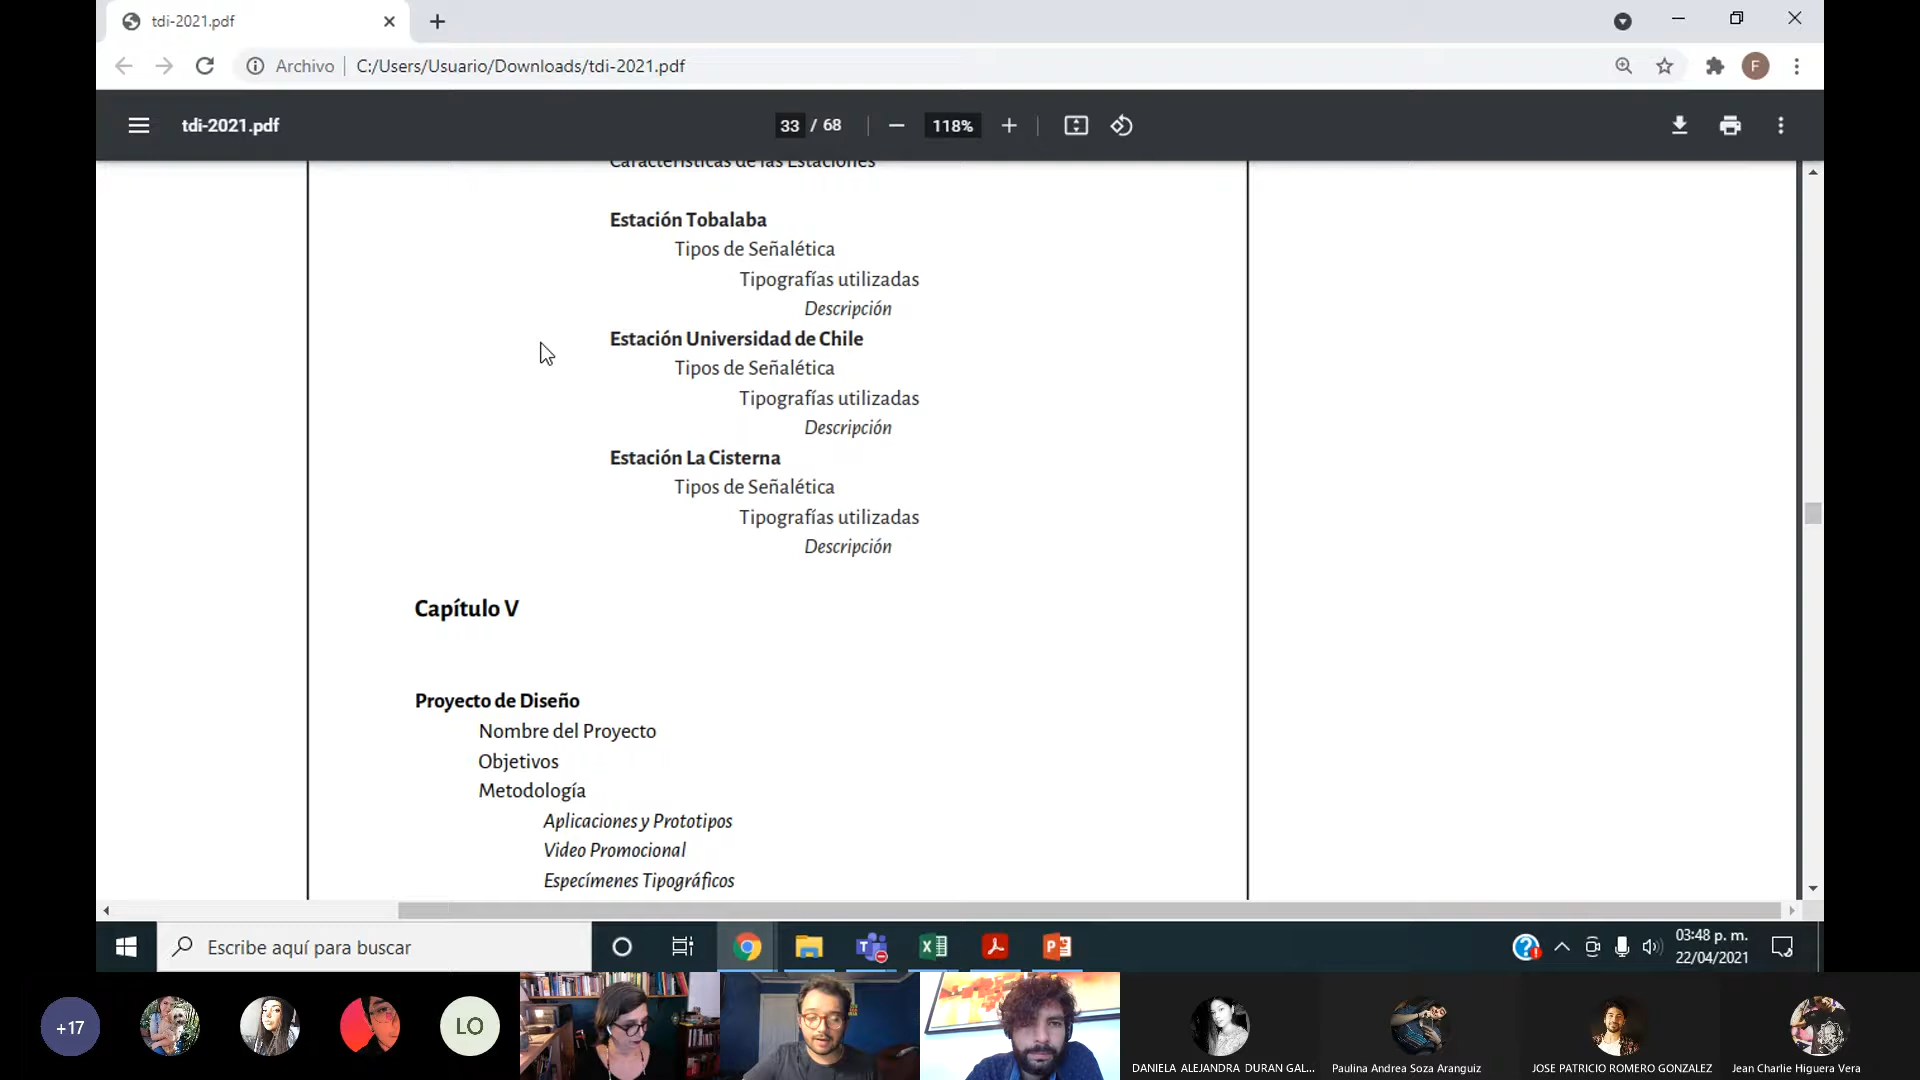 tdi-2021.pdf
Archivo
C:/Users/Usuario/Downloads/tdi-2021.pdf
F
tdi-2021.pdf
33 / 68
118%
Características de las Estaciones
Estación Tobalaba
Tipos de Señalética
Tipografías utilizadas
Descripción
Estación Universidad de Chile
Tipos de Señalética
Tipografías utilizadas
Descripción
Estación La Cisterna
Tipos de Señalética
Tipografías utilizadas
Descripción
Capítulo V
Proyecto de Diseño
Nombre del Proyecto
Objetivos
Metodología
Aplicaciones y Prototipos
Video Promocional
Especímenes Tipográficos
Escribe aquí para buscar
03:48 p. m.
22/04/2021
+17
LO
DANIELA ALEJANDRA DURAN GAL...
Paulina Andrea Soza Aranguiz
JOSE PATRICIO ROMERO GONZALEZ
Jean Charlie Higuera Vera